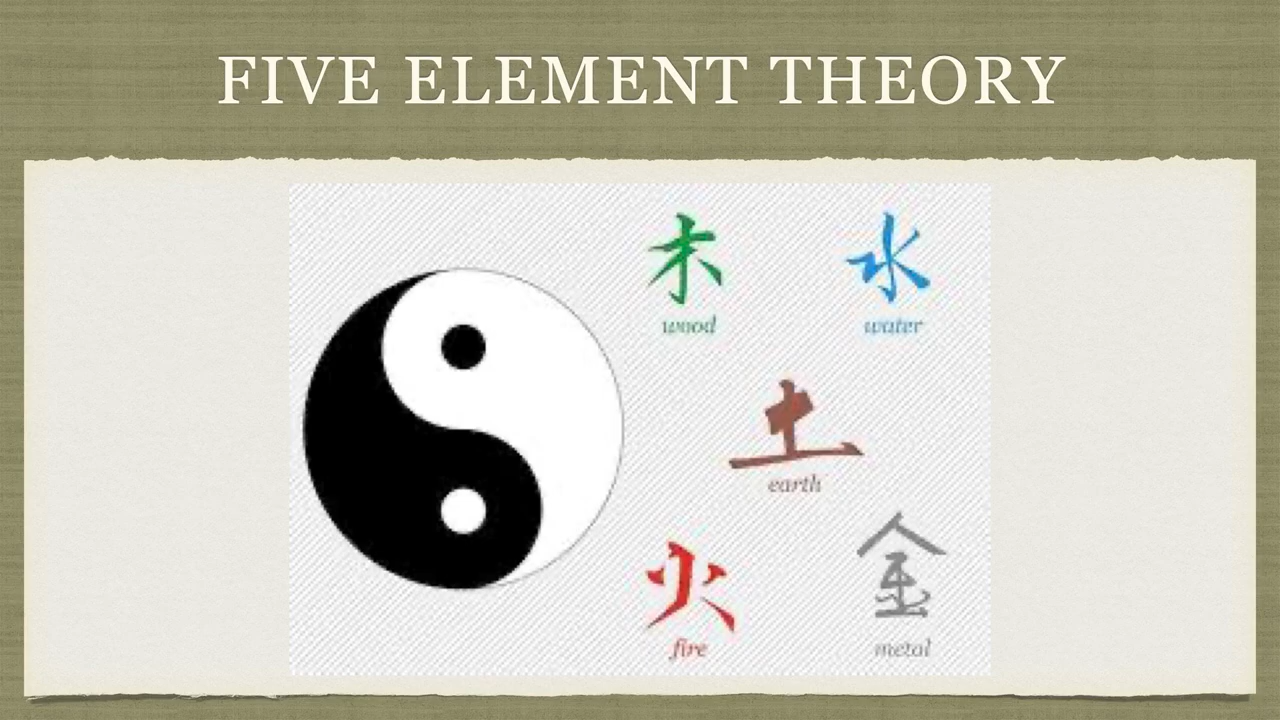 FIVE ELEMENT THEORY
木 水
wood water
土
earth
火 金
fire metal